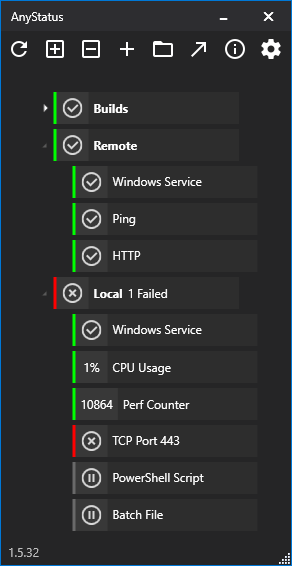 AnyStatus
Builds
Remote
Windows Service
Ping
HTTP
Local 1 Failed
Windows Service
1% CPU Usage
10864 Perf Counter
TCP Port 443
PowerShell Script
Batch File
1.5.32